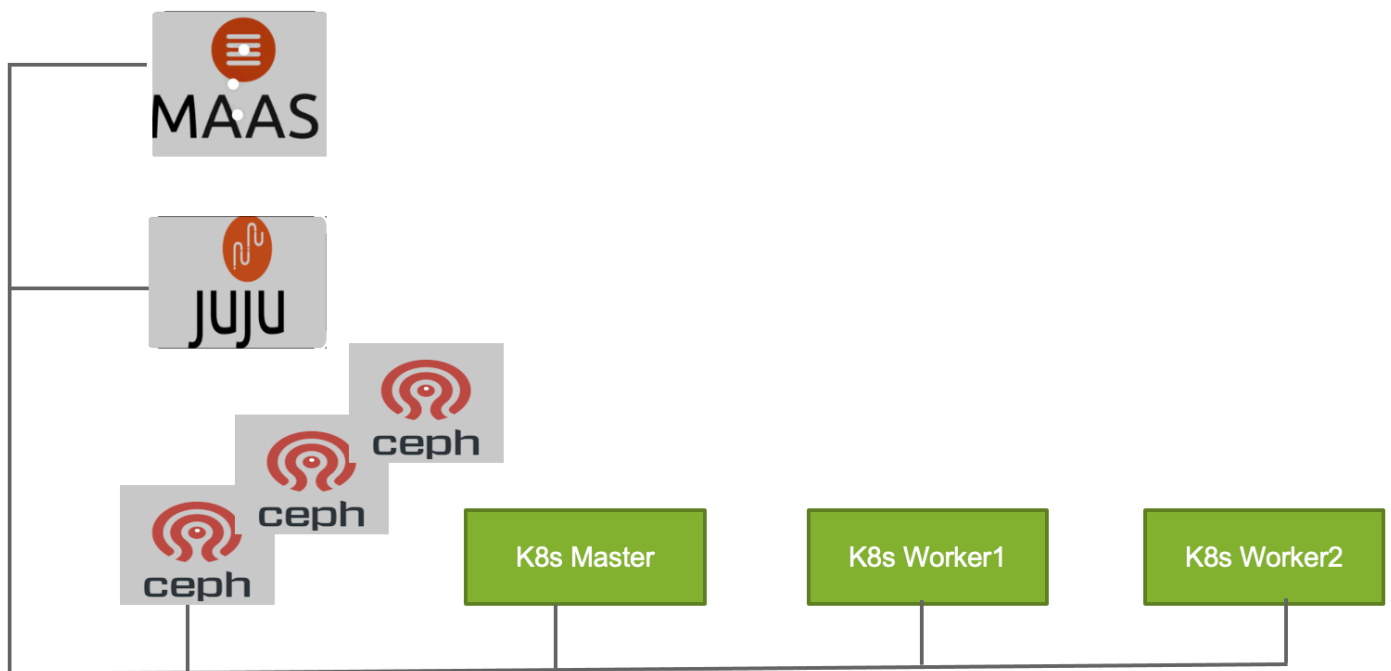 MAAS
JUJU
ceph
ceph
ceph
K8s Master
K8s Worker1
K8s Worker2